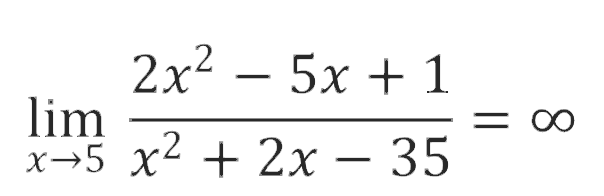 lim x→5 (2x² − 5x + 1)/(x² + 2x − 35) = ∞